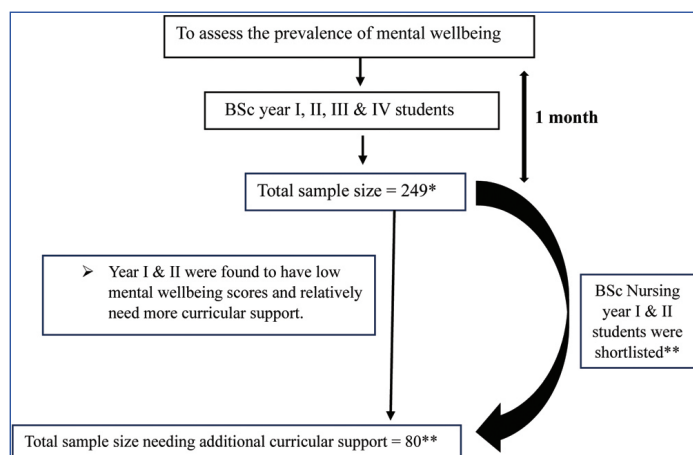 To assess the prevalence of mental wellbeing
BSc year I, II, III & IV students
1 month
Total sample size = 249*
➢ Year I & II were found to have low
mental wellbeing scores and relatively
need more curricular support.
BSc Nursing
year I & II
students were
shortlisted**
Total sample size needing additional curricular support = 80**